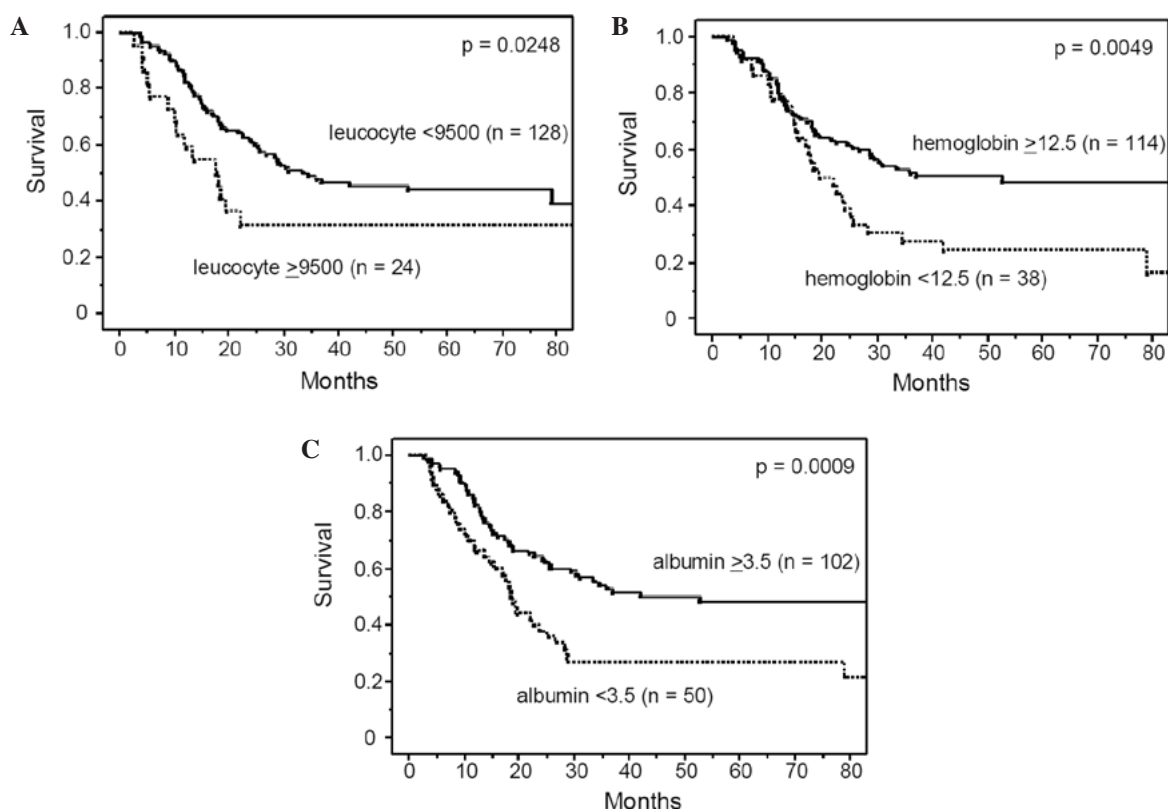 A
p = 0.0248
1.0
0.8
0.6
0.4
0.2
0
Survival
leucocyte <9500 (n = 128)
leucocyte ≥9500 (n = 24)
0 10 20 30 40 50 60 70 80
Months
B
p = 0.0049
1.0
0.8
0.6
0.4
0.2
0
Survival
hemoglobin ≥12.5 (n = 114)
hemoglobin <12.5 (n = 38)
0 10 20 30 40 50 60 70 80
Months
C
p = 0.0009
1.0
0.8
0.6
0.4
0.2
0
Survival
albumin ≥3.5 (n = 102)
albumin <3.5 (n = 50)
0 10 20 30 40 50 60 70 80
Months